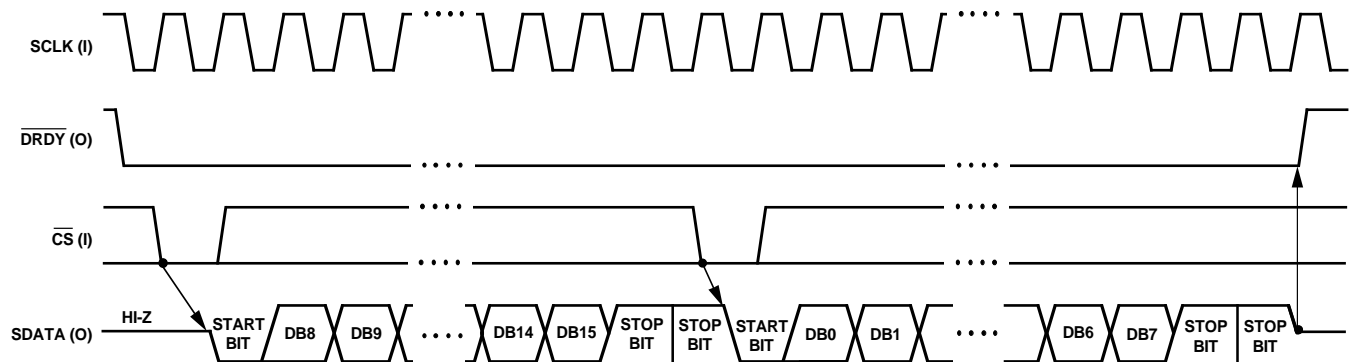 SCLK (I)
DRDY (O)
CS (I)
SDATA (O)
HI-Z
START BIT
DB8
DB9
DB14
DB15
STOP BIT
STOP BIT
START BIT
DB0
DB1
DB6
DB7
STOP BIT
STOP BIT